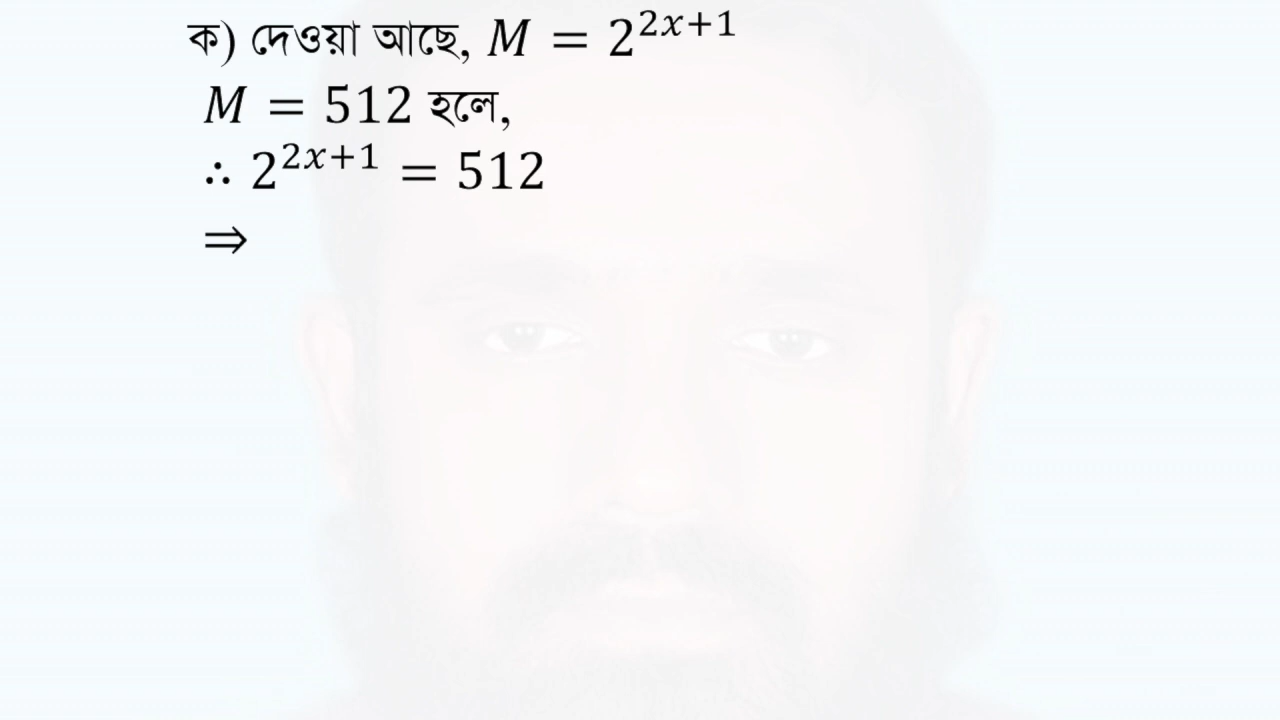 ক) দেওয়া আছে, M = 2^{2x+1}
M = 512 হলে,
∴ 2^{2x+1} = 512
⇒